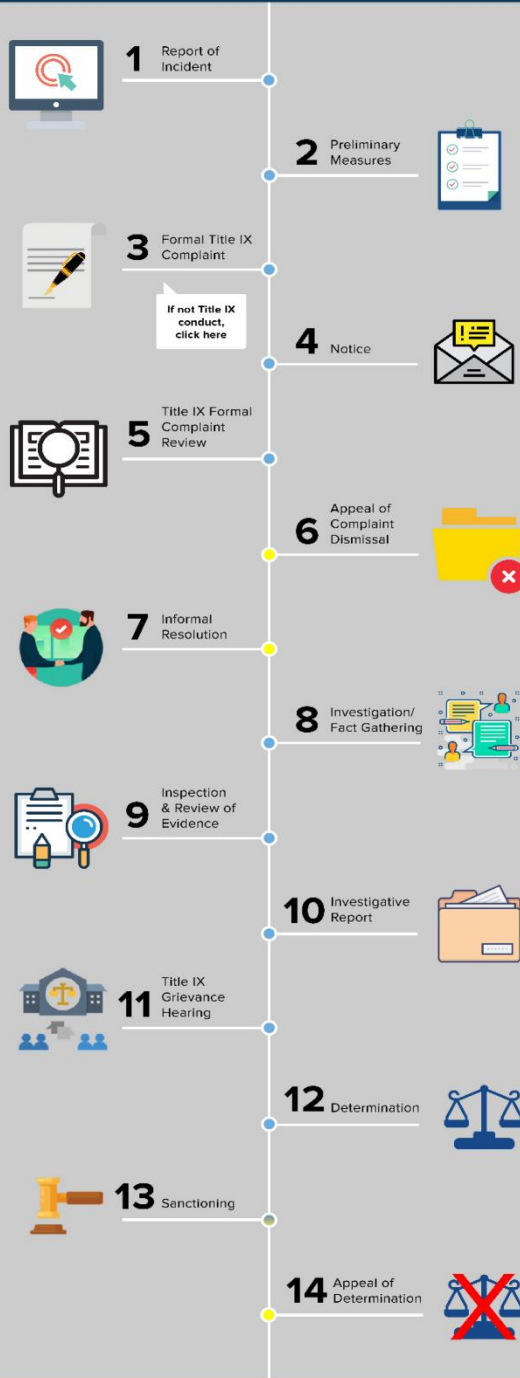 1 Report of
Incident
2 Preliminary
Measures
3 Formal Title IX
Complaint
If not Title IX
conduct,
click here
4 Notice
5 Title IX Formal
Complaint
Review
6 Appeal of
Complaint
Dismissal
7 Informal
Resolution
8 Investigation/
Fact Gathering
9 Inspection
& Review of
Evidence
10 Investigative
Report
11 Title IX
Grievance
Hearing
12 Determination
13 Sanctioning
14 Appeal of
Determination